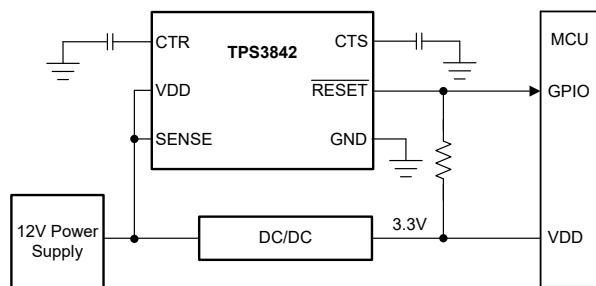 CTR
TPS3842
CTS
MCU
VDD
RESET
GPIO
SENSE
GND
12V Power
Supply
DC/DC
3.3V
VDD